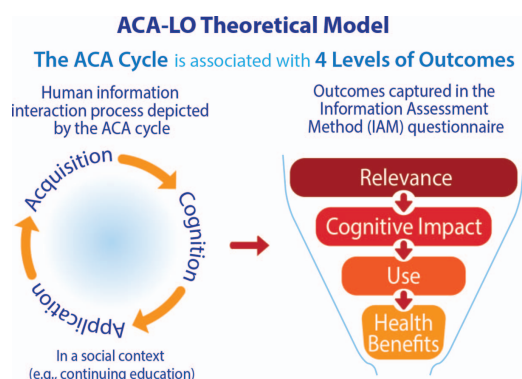 ACA-LO Theoretical Model
The ACA Cycle is associated with 4 Levels of Outcomes
Human information
interaction process depicted
by the ACA cycle
Acquisition
Cognition
Application
In a social context
(e.g., continuing education)
Outcomes captured in the
Information Assessment
Method (IAM) questionnaire
Relevance
Cognitive Impact
Use
Health
Benefits